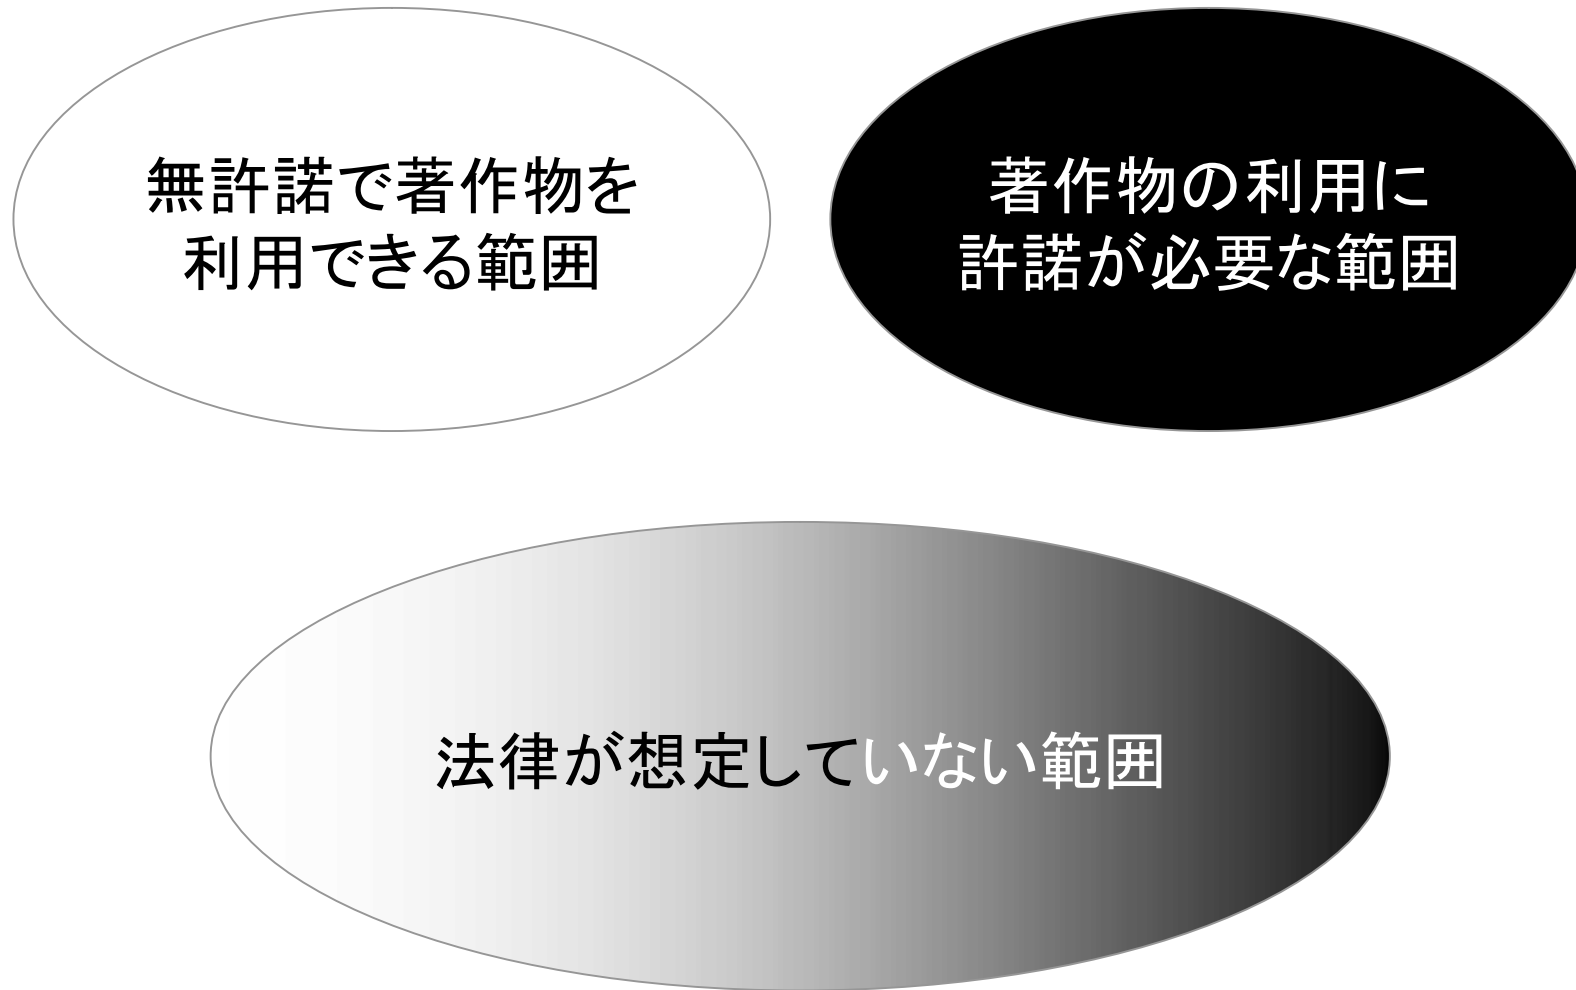 無許諾で著作物を
利用できる範囲
著作物の利用に
許諾が必要な範囲
法律が想定していない範囲